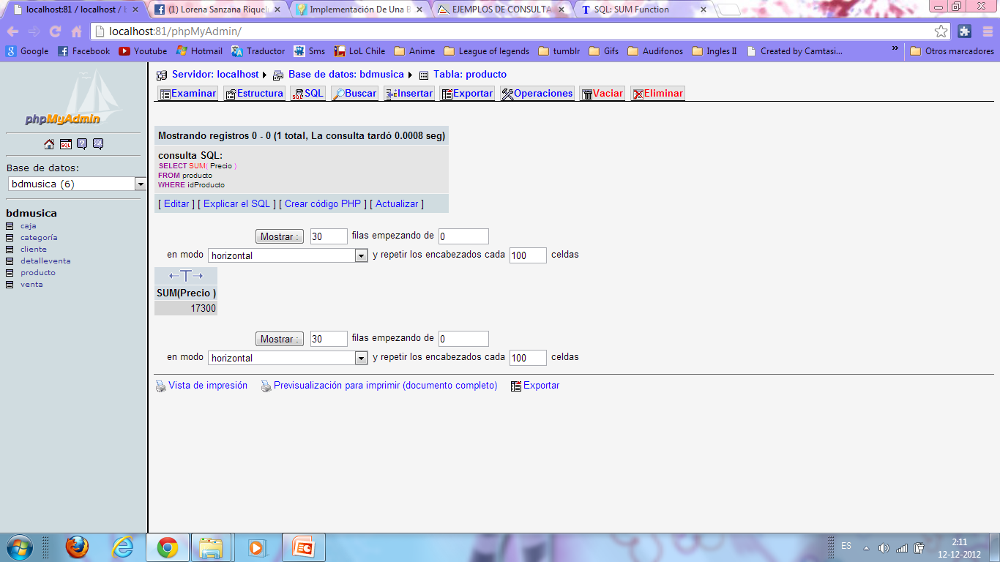 localhost:81 / localhost / b
(1) Lorena Sanzana Riquel
Implementación De Una B
EJEMPLOS DE CONSULTA
SQL: SUM Function
localhost:81/phpMyAdmin/
Google
Facebook
Youtube
Hotmail
Traductor
Sms
LoL Chile
Anime
League of legends
tumblr
Gifs
Audifonos
Ingles II
Created by Camtasi...
»
Otros marcadores
phpMyAdmin
SQL
Base de datos:
bdmusica (6)
bdmusica
caja
categoría
cliente
detalleventa
producto
venta
Servidor: localhost Base de datos: bdmusica Tabla: producto
Examinar Estructura SQL Buscar Insertar Exportar Operaciones Vaciar Eliminar
Mostrando registros 0 - 0 (1 total, La consulta tardó 0.0008 seg)
consulta SQL:
SELECT SUM( Precio )
FROM producto
WHERE idProducto
[ Editar ] [ Explicar el SQL ] [ Crear código PHP ] [ Actualizar ]
Mostrar : 30 filas empezando de 0
en modo horizontal y repetir los encabezados cada 100 celdas
←T→
SUM(Precio )
17300
Mostrar : 30 filas empezando de 0
en modo horizontal y repetir los encabezados cada 100 celdas
Vista de impresión Previsualización para imprimir (documento completo) Exportar
ES
2:11
12-12-2012